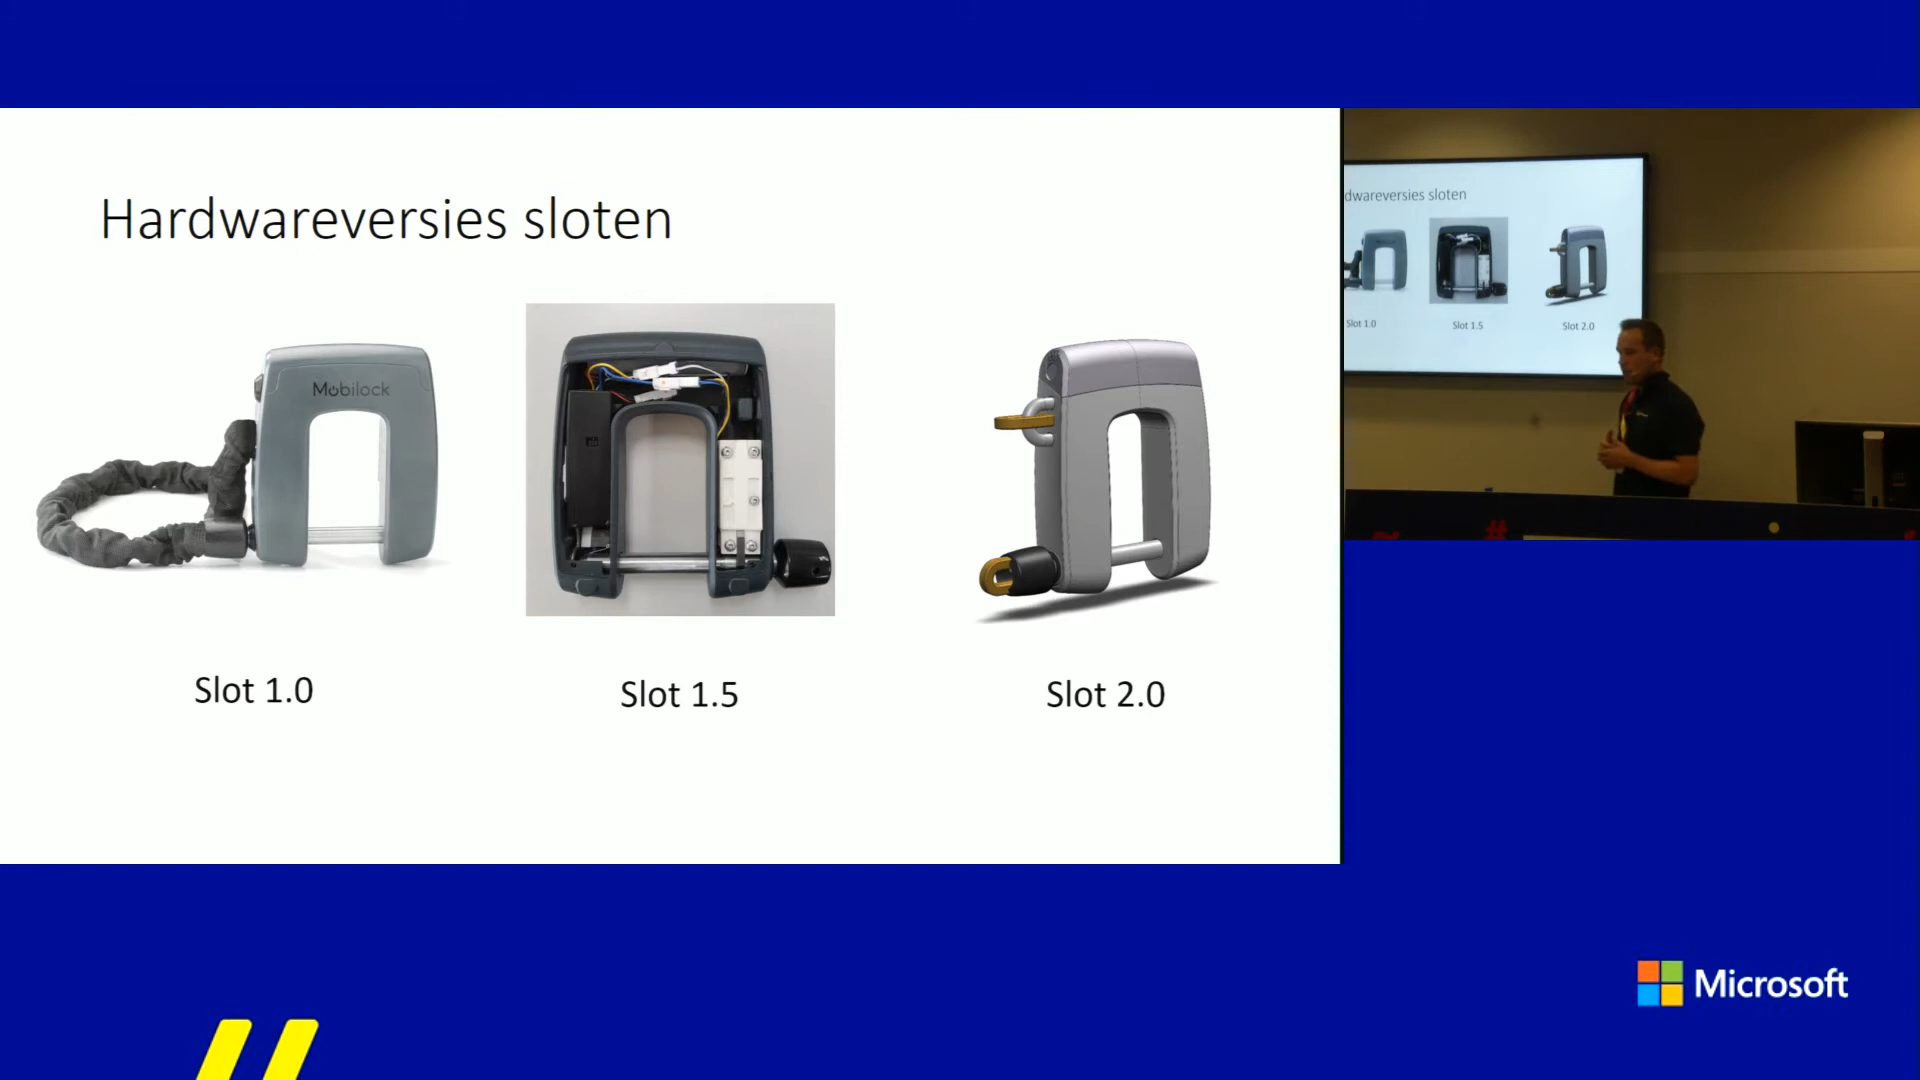 Hardwareversies sloten
Mobilock
Slot 1.0
Slot 1.5
Slot 2.0
dwareversies sloten
Slot 1.0
Slot 1.5
Slot 2.0
Microsoft